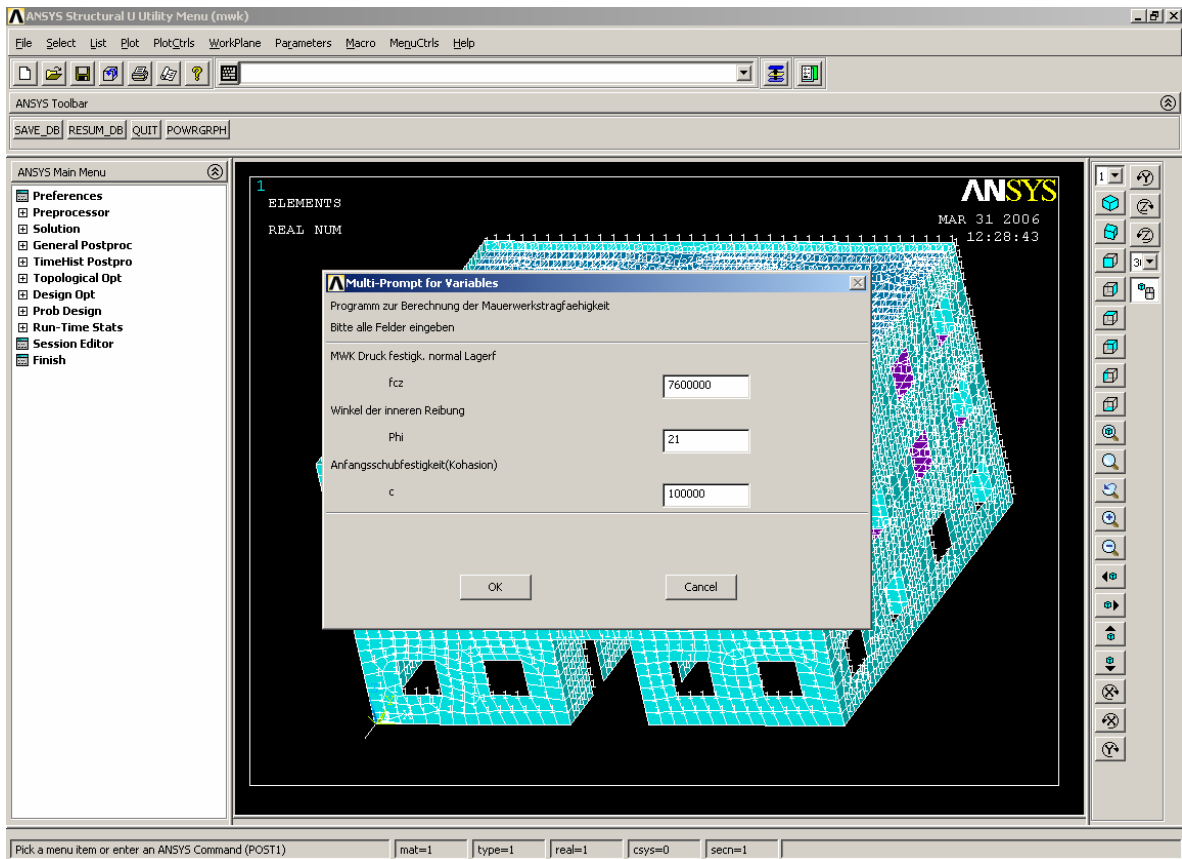 ANSYS Structural U Utility Menu (mwk)
File Select List Plot PlotCtrls WorkPlane Parameters Macro MenuCtrls Help
ANSYS Toolbar
SAVE_DB RESUM_DB QUIT POWRGRPH
ANSYS Main Menu
Preferences
Preprocessor
Solution
General Postproc
TimeHist Postpro
Topological Opt
Design Opt
Prob Design
Run-Time Stats
Session Editor
Finish
1
ELEMENTS
REAL NUM
ANSYS
MAR 31 2006
12:28:43
Multi-Prompt for Variables
Programm zur Berechnung der Mauerwerkstragfaehigkeit
Bitte alle Felder eingeben
MWK Druck festigk. normal Lagerf
fcz 7600000
Winkel der inneren Reibung
Phi 21
Anfangsschubfestigkeit(Kohasion)
c 100000
OK Cancel
1
Pick a menu item or enter an ANSYS Command (POST1) mat=1 type=1 real=1 csys=0 secn=1